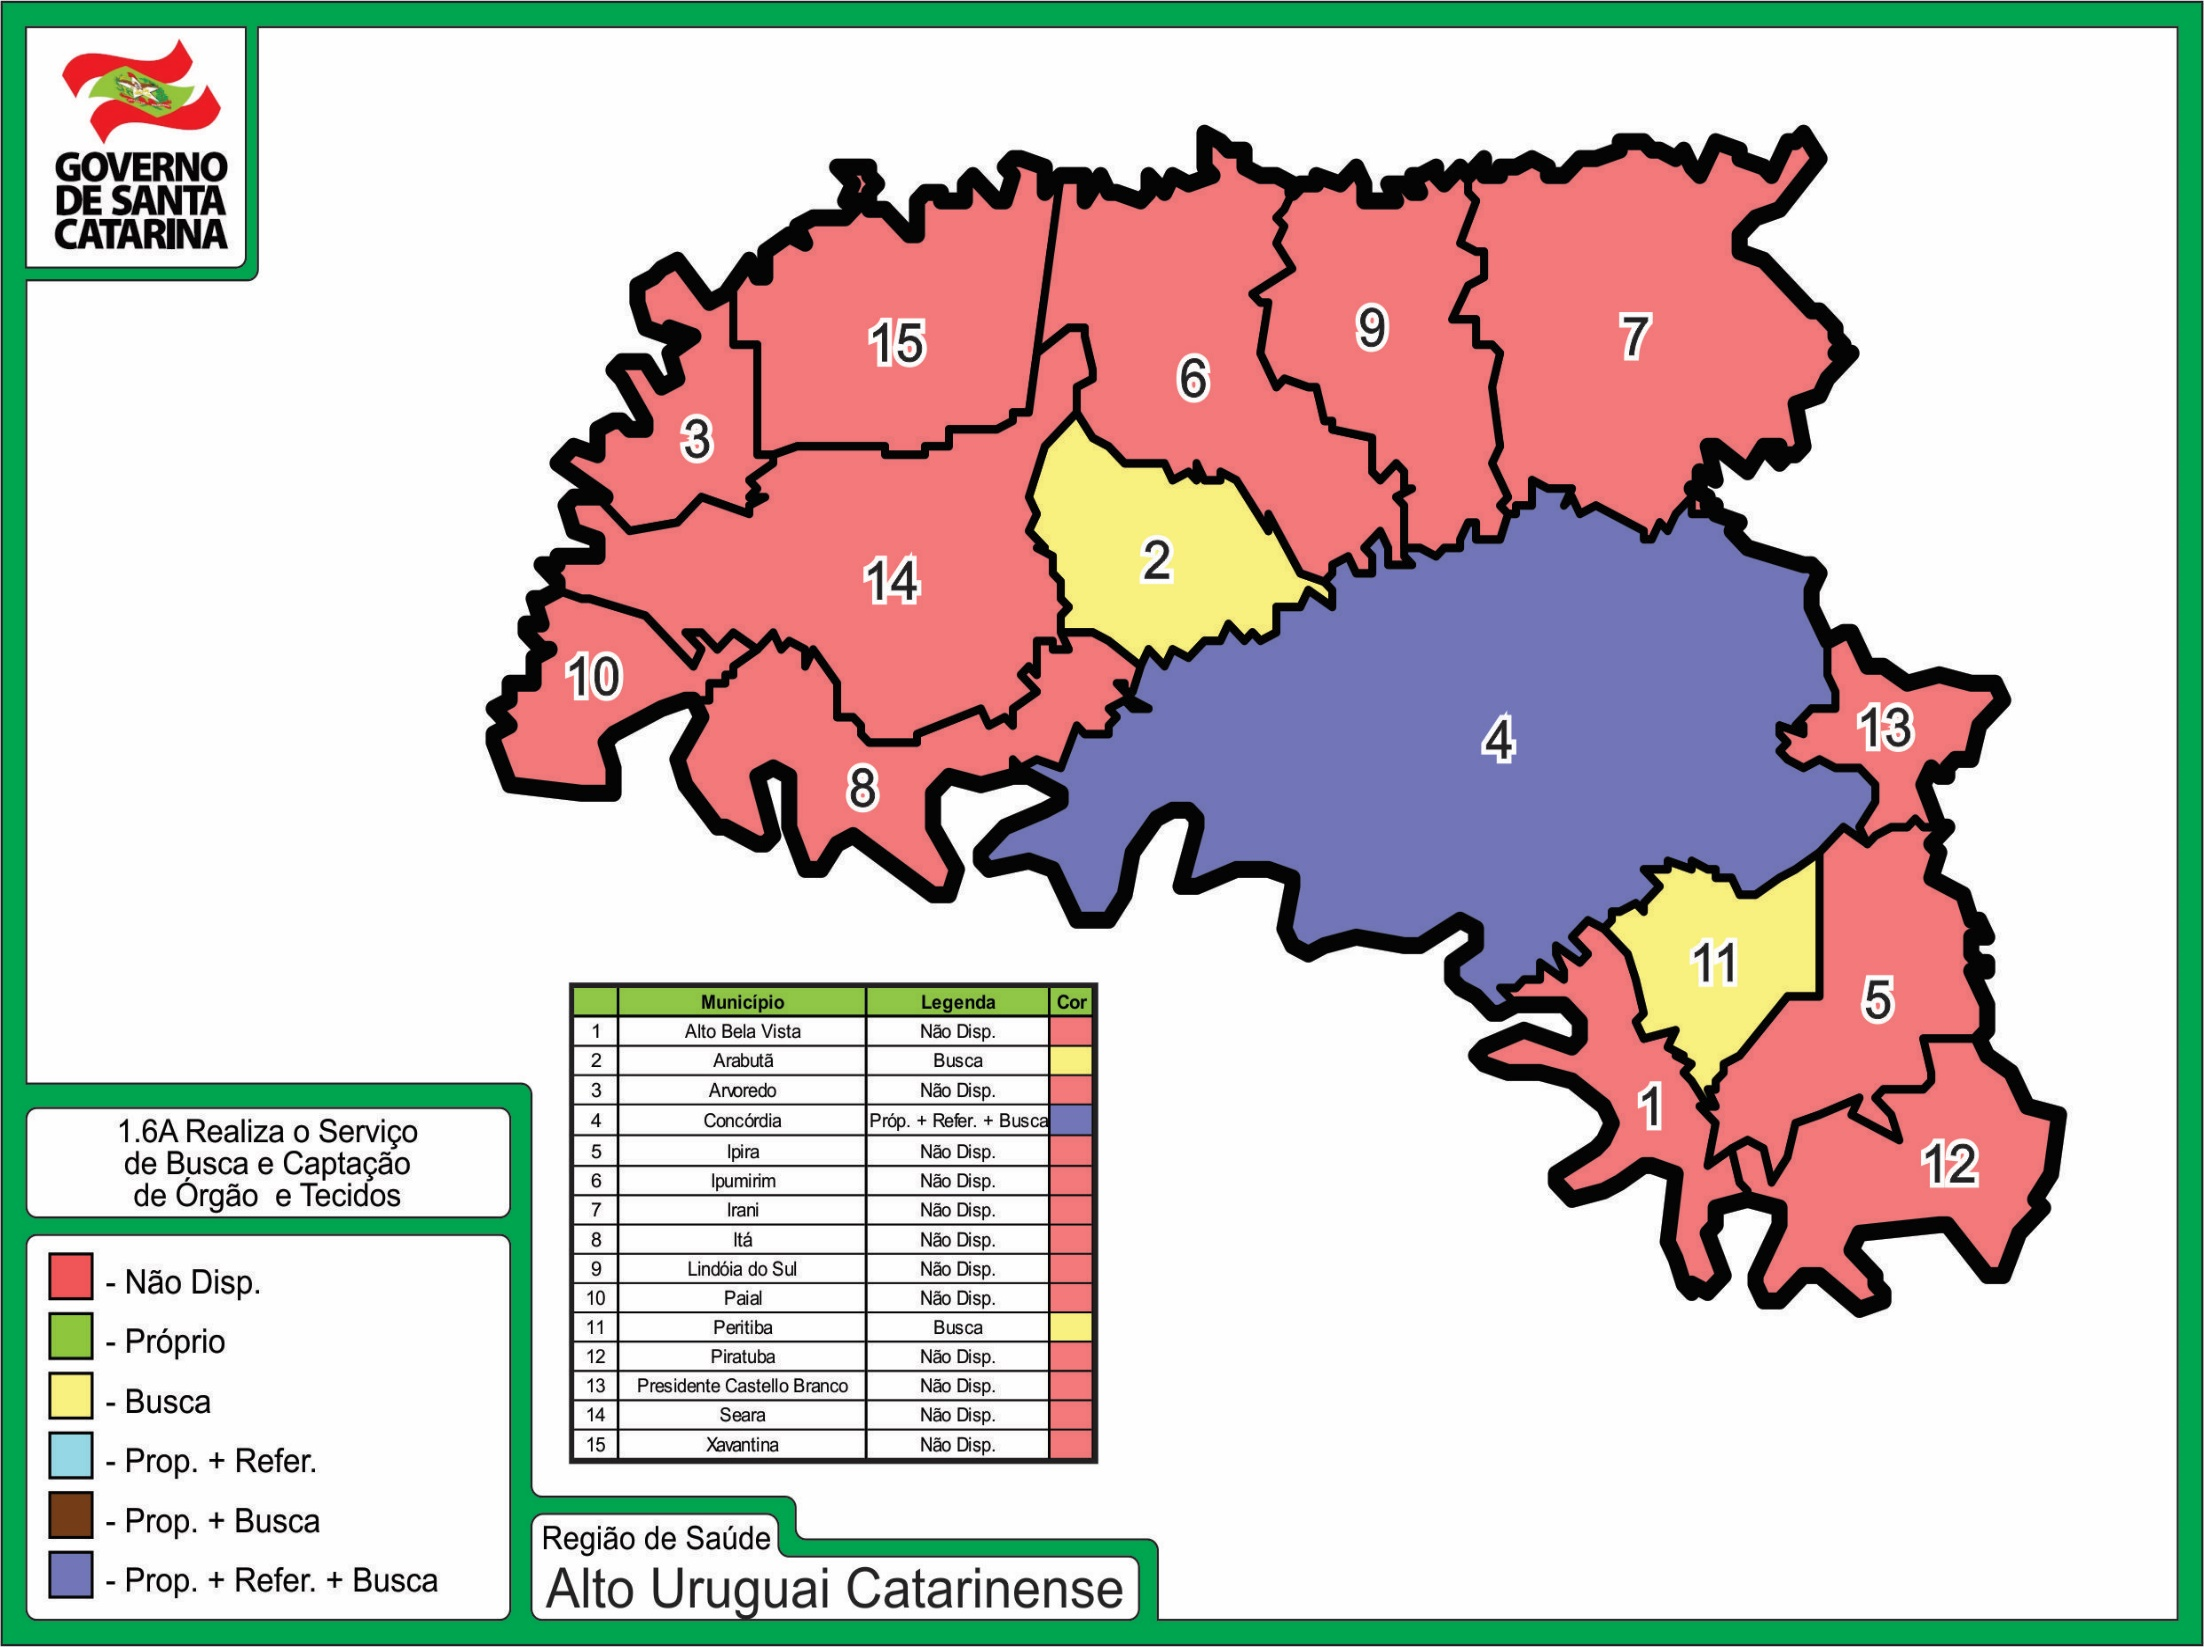 GOVERNO
DE SANTA
CATARINA
15
9
7
6
3
2
14
10
4
13
8
11
5
1
12
Município Legenda Cor
1 Alto Bela Vista Não Disp.
2 Arabutã Busca
3 Arvoredo Não Disp.
4 Concórdia Próp. + Refer. + Busca
5 Ipira Não Disp.
6 Ipumirim Não Disp.
7 Irani Não Disp.
8 Itá Não Disp.
9 Lindóia do Sul Não Disp.
10 Paial Não Disp.
11 Peritiba Busca
12 Piratuba Não Disp.
13 Presidente Castello Branco Não Disp.
14 Seara Não Disp.
15 Xavantina Não Disp.
1.6A Realiza o Serviço
de Busca e Captação
de Órgão e Tecidos
- Não Disp.
- Próprio
- Busca
- Prop. + Refer.
- Prop. + Busca
- Prop. + Refer. + Busca
Região de Saúde
Alto Uruguai Catarinense